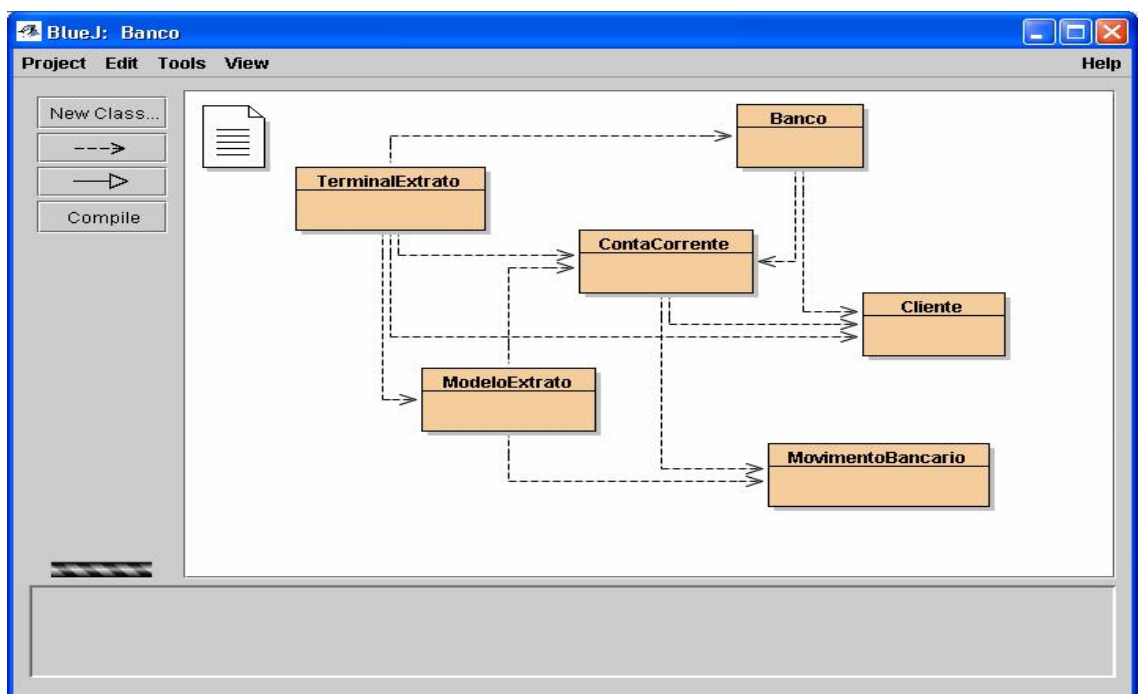 BlueJ: Banco
Project Edit Tools View Help
New Class...
Compile
Banco
TerminalExtrato
ContaCorrente
Cliente
ModeloExtrato
MovimentoBancario